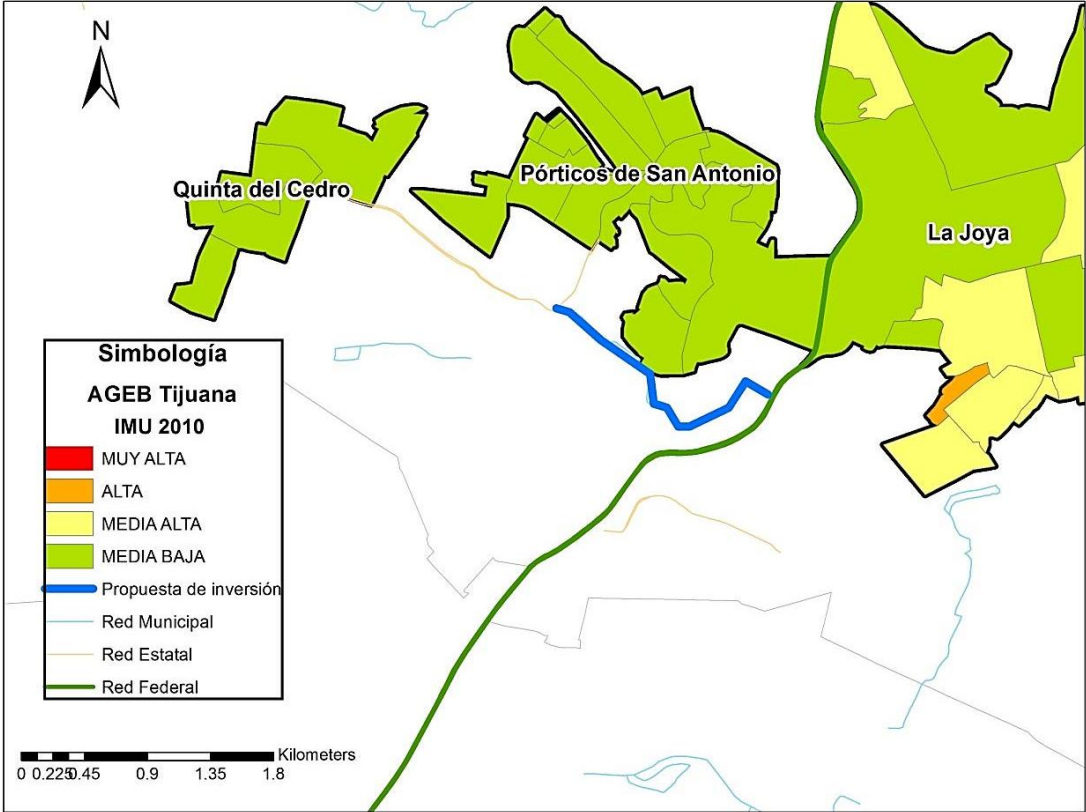 N
Quinta del Cedro
Pórticos de San Antonio
La Joya
Simbología
AGEB Tijuana
IMU 2010
MUY ALTA
ALTA
MEDIA ALTA
MEDIA BAJA
Propuesta de inversión
Red Municipal
Red Estatal
Red Federal
Kilometers
0 0.225 0.45 0.9 1.35 1.8